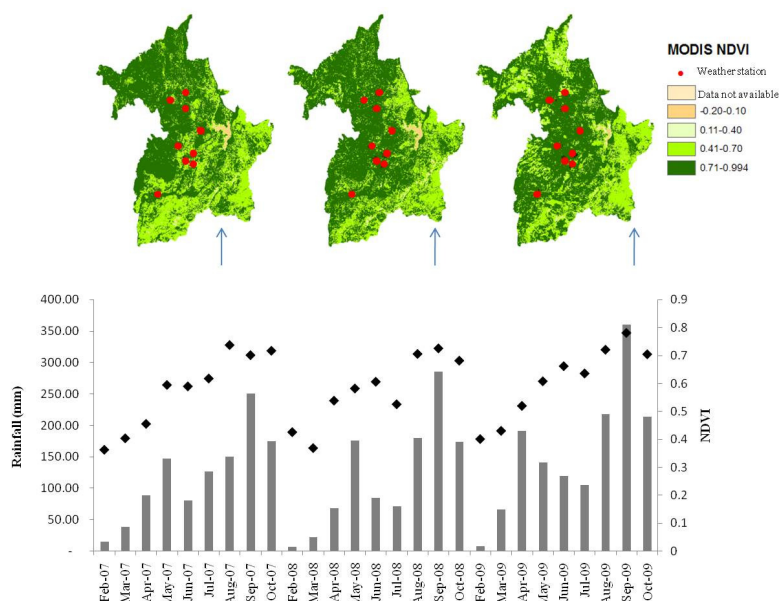 MODIS NDVI
Weather station
Data not available
-0.20-0.10
0.11-0.40
0.41-0.70
0.71-0.994
400.00
350.00
300.00
250.00
200.00
150.00
100.00
50.00
-
Rainfall (mm)
0.9
0.8
0.7
0.6
0.5
0.4
0.3
0.2
0.1
0
NDVI
Feb-07
Mar-07
Apr-07
May-07
Jun-07
Jul-07
Aug-07
Sep-07
Oct-07
Feb-08
Mar-08
Apr-08
May-08
Jun-08
Jul-08
Aug-08
Sep-08
Oct-08
Feb-09
Mar-09
Apr-09
May-09
Jun-09
Jul-09
Aug-09
Sep-09
Oct-09